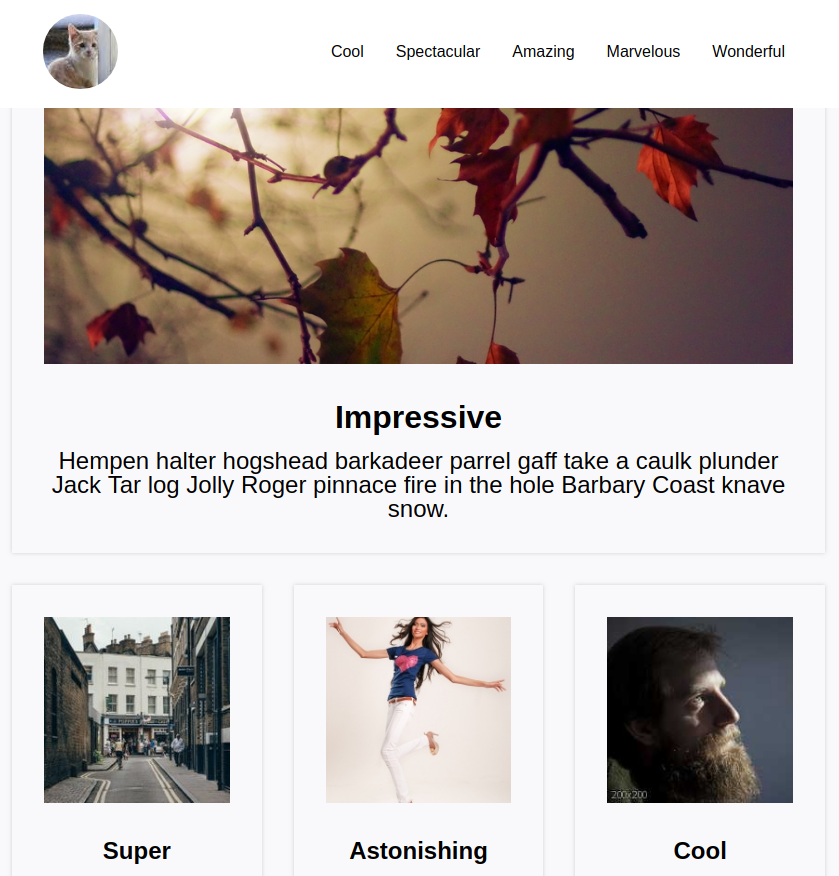 Cool Spectacular Amazing Marvelous Wonderful
Impressive
Hempen halter hogshead barkadeer parrel gaff take a caulk plunder
Jack Tar log Jolly Roger pinnace fire in the hole Barbary Coast knave
snow.
200x200
Super Astonishing Cool